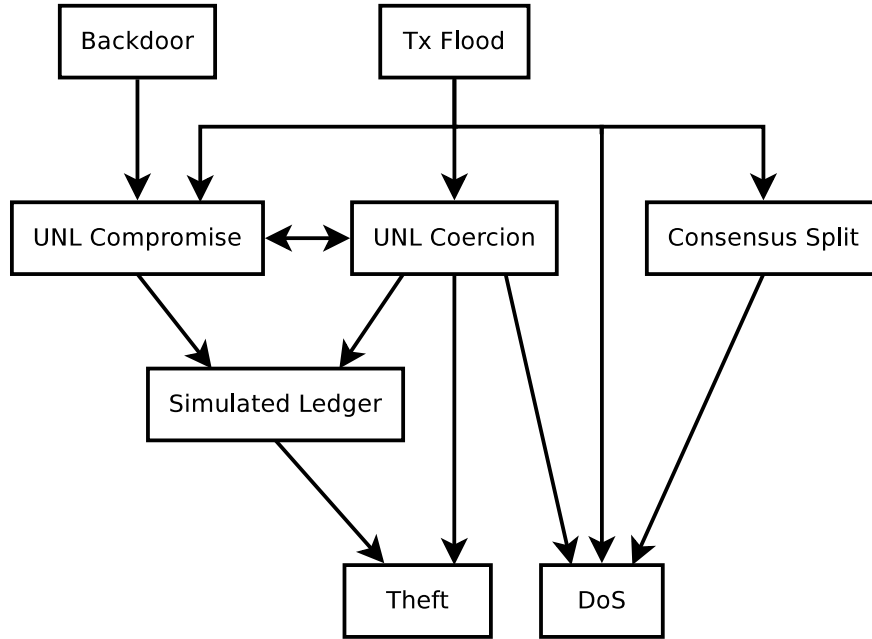 Backdoor
Tx Flood
UNL Compromise
UNL Coercion
Consensus Split
Simulated Ledger
Theft
DoS